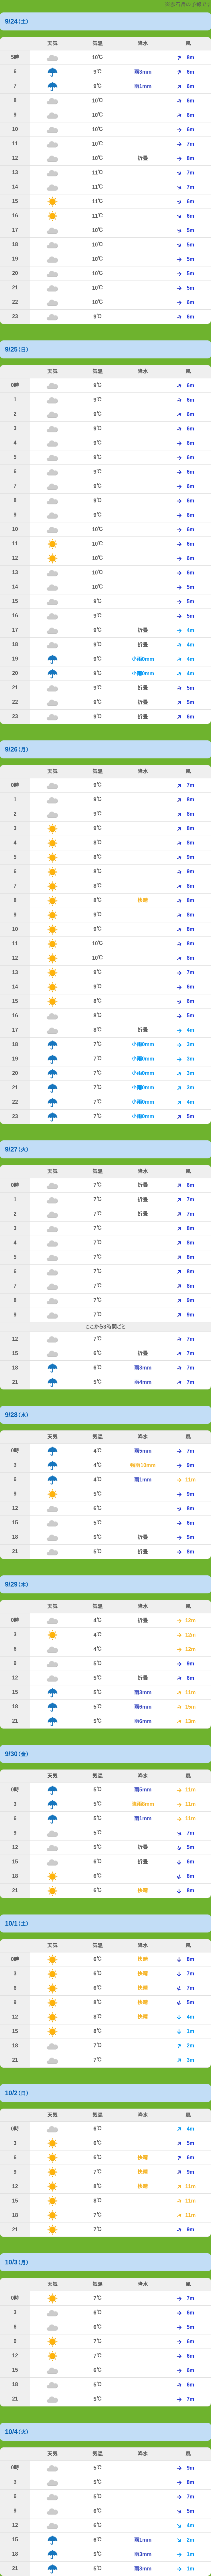 の予報です
9/24(土)
天気 気温 降水 風
5時 10℃ 8m
6 9℃ 雨3mm 6m
7 9℃ 雨1mm 6m
8 10℃ 6m
9 10℃ 6m
10 10℃ 6m
11 10℃ 7m
12 10℃ 折畳 8m
13 11℃ 7m
14 11℃ 7m
15 11℃ 6m
16 11℃ 6m
17 10℃ 5m
18 10℃ 5m
19 10℃ 5m
20 10℃ 5m
21 10℃ 5m
22 10℃ 6m
23 9℃ 6m
9/25(日)
天気 気温 降水 風
0時 9℃ 6m
1 9℃ 6m
2 9℃ 6m
3 9℃ 6m
4 9℃ 6m
5 9℃ 6m
6 9℃ 6m
7 9℃ 6m
8 9℃ 6m
9 9℃ 6m
10 10℃ 6m
11 10℃ 6m
12 10℃ 6m
13 10℃ 6m
14 10℃ 5m
15 9℃ 5m
16 9℃ 5m
17 9℃ 折畳 4m
18 9℃ 折畳 4m
19 9℃ 小雨0mm 4m
20 9℃ 小雨0mm 4m
21 9℃ 折畳 5m
22 9℃ 折畳 5m
23 9℃ 折畳 6m
9/26(月)
天気 気温 降水 風
0時 9℃ 7m
1 9℃ 8m
2 9℃ 8m
3 9℃ 8m
4 8℃ 8m
5 8℃ 9m
6 8℃ 9m
7 8℃ 8m
8 8℃ 快適 8m
9 9℃ 8m
10 9℃ 8m
11 10℃ 8m
12 10℃ 8m
13 9℃ 7m
14 9℃ 6m
15 8℃ 6m
16 8℃ 5m
17 8℃ 折畳 4m
18 7℃ 小雨0mm 3m
19 7℃ 小雨0mm 3m
20 7℃ 小雨0mm 3m
21 7℃ 小雨0mm 3m
22 7℃ 小雨0mm 4m
23 7℃ 小雨0mm 5m
9/27(火)
天気 気温 降水 風
0時 7℃ 折畳 6m
1 7℃ 折畳 7m
2 7℃ 折畳 7m
3 7℃ 8m
4 7℃ 8m
5 7℃ 8m
6 7℃ 8m
7 7℃ 8m
8 7℃ 9m
9 7℃ 9m
ここから3時間ごと
12 7℃ 7m
15 6℃ 折畳 7m
18 6℃ 雨3mm 7m
21 5℃ 雨4mm 7m
9/28(水)
天気 気温 降水 風
0時 4℃ 雨5mm 7m
3 4℃ 強雨10mm 9m
6 4℃ 雨1mm 11m
9 5℃ 9m
12 6℃ 8m
15 5℃ 6m
18 5℃ 折畳 5m
21 5℃ 折畳 8m
9/29(木)
天気 気温 降水 風
0時 4℃ 折畳 12m
3 4℃ 12m
6 4℃ 12m
9 5℃ 9m
12 5℃ 折畳 6m
15 5℃ 雨3mm 11m
18 5℃ 雨6mm 15m
21 5℃ 雨6mm 13m
9/30(金)
天気 気温 降水 風
0時 5℃ 雨5mm 11m
3 5℃ 強雨8mm 11m
6 5℃ 雨1mm 11m
9 5℃ 7m
12 5℃ 折畳 5m
15 6℃ 折畳 6m
18 6℃ 8m
21 6℃ 快適 8m
10/1(土)
天気 気温 降水 風
0時 6℃ 快適 8m
3 6℃ 快適 7m
6 6℃ 快適 7m
9 8℃ 快適 5m
12 8℃ 快適 4m
15 8℃ 1m
18 7℃ 2m
21 7℃ 3m
10/2(日)
天気 気温 降水 風
0時 6℃ 4m
3 6℃ 5m
6 6℃ 快適 6m
9 7℃ 快適 9m
12 8℃ 快適 11m
15 8℃ 11m
18 7℃ 11m
21 7℃ 9m
10/3(月)
天気 気温 降水 風
0時 7℃ 7m
3 6℃ 6m
6 6℃ 5m
9 7℃ 6m
12 7℃ 6m
15 6℃ 6m
18 5℃ 6m
21 5℃ 7m
10/4(火)
天気 気温 降水 風
0時 5℃ 9m
3 5℃ 8m
6 5℃ 7m
9 6℃ 5m
12 6℃ 4m
15 6℃ 雨1mm 2m
18 5℃ 雨3mm 1m
21 5℃ 雨3mm 1m